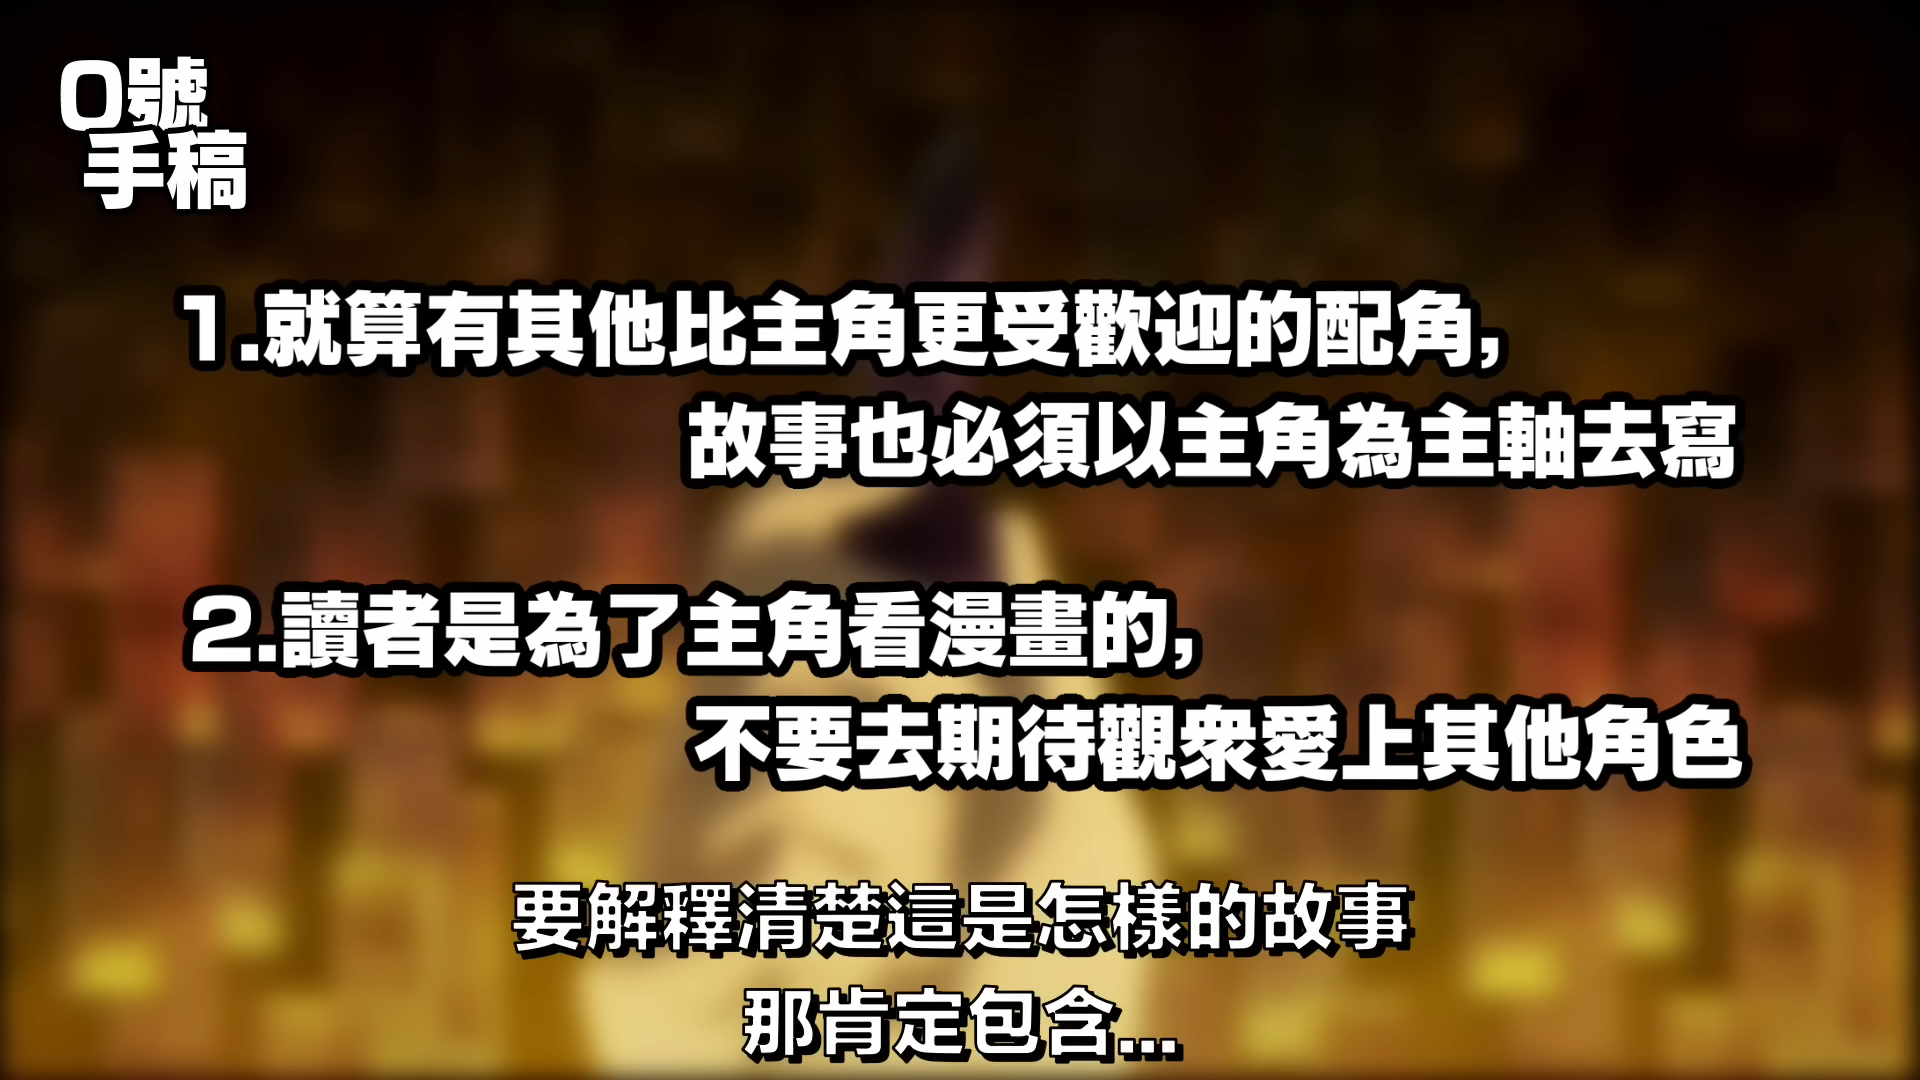 0號
手稿
1.就算有其他比主角更受歡迎的配角,
故事也必須以主角為主軸去寫
2.讀者是為了主角看漫畫的,
不要去期待觀眾愛上其他角色
要解釋清楚這是怎樣的故事
那肯定包含...